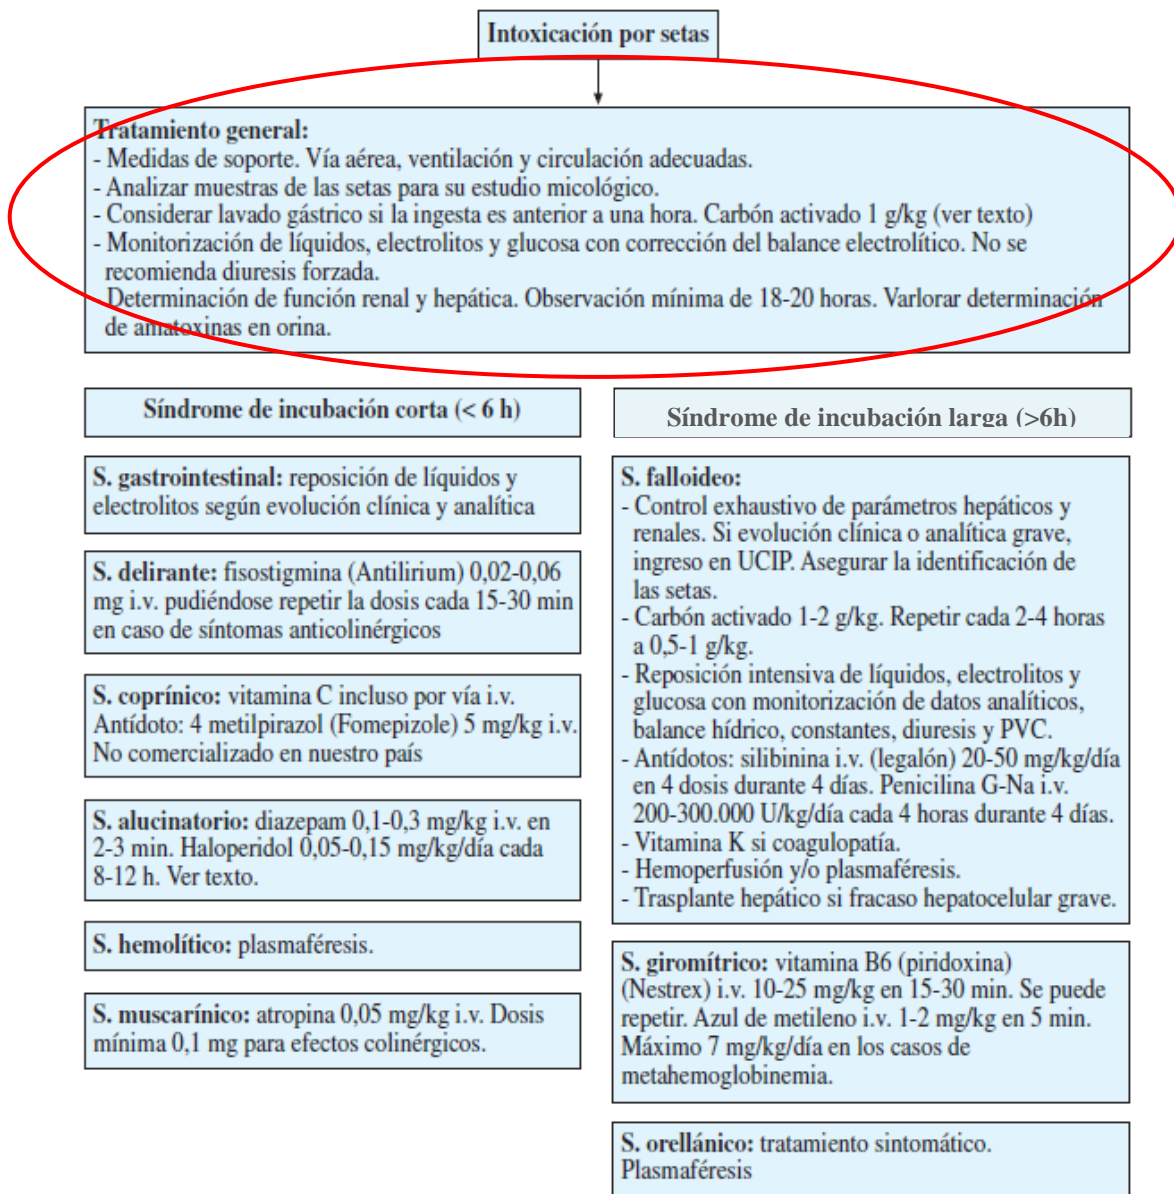 Intoxicación por setas
Tratamiento general:
- Medidas de soporte. Vía aérea, ventilación y circulación adecuadas.
- Analizar muestras de las setas para su estudio micológico.
- Considerar lavado gástrico si la ingesta es anterior a una hora. Carbón activado 1 g/kg (ver texto)
- Monitorización de líquidos, electrolitos y glucosa con corrección del balance electrolítico. No se
recomienda diuresis forzada.
Determinación de función renal y hepática. Observación mínima de 18-20 horas. Varlorar determinación
de amatoxinas en orina.
Síndrome de incubación corta (< 6 h)
S. gastrointestinal: reposición de líquidos y
electrolitos según evolución clínica y analítica
S. delirante: fisostigmina (Antilirium) 0,02-0,06
mg i.v. pudiéndose repetir la dosis cada 15-30 min
en caso de síntomas anticolinérgicos
S. coprínico: vitamina C incluso por vía i.v.
Antídoto: 4 metilpirazol (Fomepizole) 5 mg/kg i.v.
No comercializado en nuestro país
S. alucinatorio: diazepam 0,1-0,3 mg/kg i.v. en
2-3 min. Haloperidol 0,05-0,15 mg/kg/día cada
8-12 h. Ver texto.
S. hemolítico: plasmaféresis.
S. muscarínico: atropina 0,05 mg/kg i.v. Dosis
mínima 0,1 mg para efectos colinérgicos.
Síndrome de incubación larga (>6h)
S. falloideo:
- Control exhaustivo de parámetros hepáticos y
renales. Si evolución clínica o analítica grave,
ingreso en UCIP. Asegurar la identificación de
las setas.
- Carbón activado 1-2 g/kg. Repetir cada 2-4 horas
a 0,5-1 g/kg.
- Reposición intensiva de líquidos, electrolitos y
glucosa con monitorización de datos analíticos,
balance hídrico, constantes, diuresis y PVC.
- Antídotos: silibinina i.v. (legalón) 20-50 mg/kg/día
en 4 dosis durante 4 días. Penicilina G-Na i.v.
200-300.000 U/kg/día cada 4 horas durante 4 días.
- Vitamina K si coagulopatía.
- Hemoperfusión y/o plasmaféresis.
- Trasplante hepático si fracaso hepatocelular grave.
S. giromítrico: vitamina B6 (piridoxina)
(Nestrex) i.v. 10-25 mg/kg en 15-30 min. Se puede
repetir. Azul de metileno i.v. 1-2 mg/kg en 5 min.
Máximo 7 mg/kg/día en los casos de
metahemoglobinemia.
S. orellánico: tratamiento sintomático.
Plasmaféresis